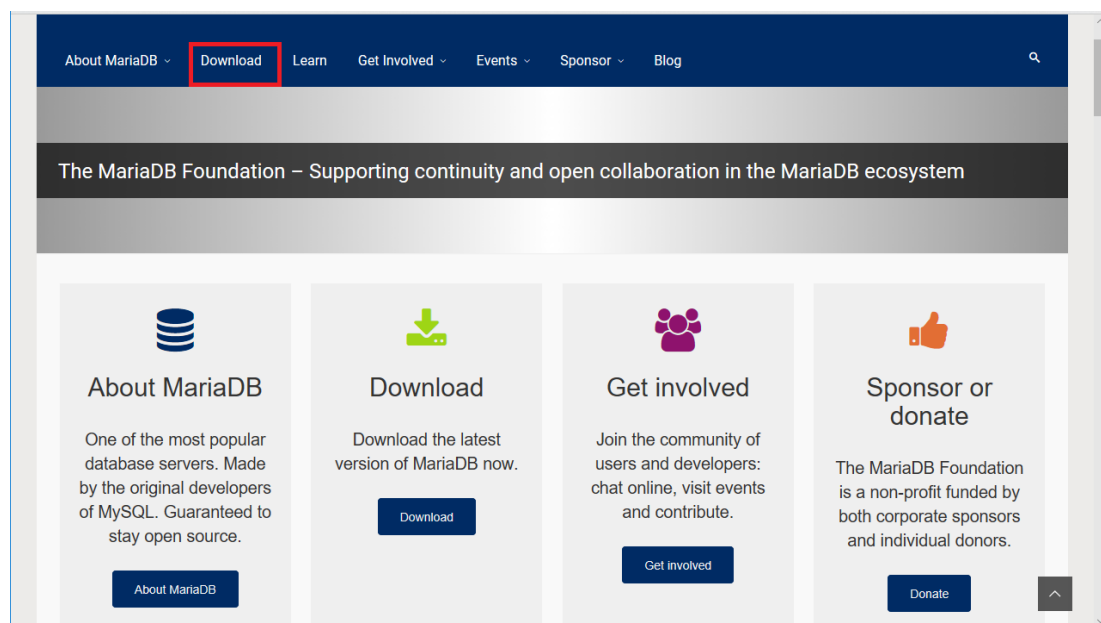 About MariaDB
Download
Learn
Get Involved
Events
Sponsor
Blog
The MariaDB Foundation – Supporting continuity and open collaboration in the MariaDB ecosystem
About MariaDB
One of the most popular
database servers. Made
by the original developers
of MySQL. Guaranteed to
stay open source.
About MariaDB
Download
Download the latest
version of MariaDB now.
Download
Get involved
Join the community of
users and developers:
chat online, visit events
and contribute.
Get involved
Sponsor or
donate
The MariaDB Foundation
is a non-profit funded by
both corporate sponsors
and individual donors.
Donate